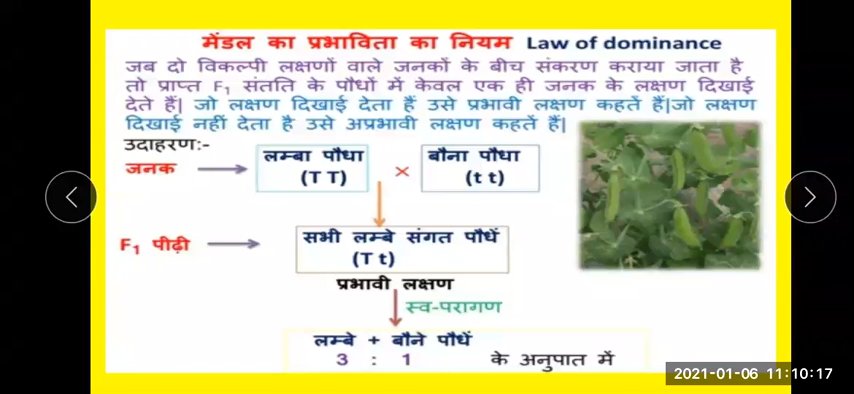 मेंडल का प्रभाविता का नियम Law of dominance
जब दो विकल्पी लक्षणों वाले जनकों के बीच संकरण कराया जाता है
तो प्राप्त F₁ संतति के पौधों में केवल एक ही जनक के लक्षण दिखाई
देते हैं| जो लक्षण दिखाई देता हैं उसे प्रभावी लक्षण कहतें हैं|जो लक्षण
दिखाई नहीं देता है उसे अप्रभावी लक्षण कहतें हैं|
उदाहरण:-
जनक
लम्बा पौधा
(T T)
×
बौना पौधा
(t t)
F₁ पीढ़ी
सभी लम्बे संगत पौधें
(T t)
प्रभावी लक्षण
स्व-परागण
लम्बे + बौने पौधें
3 : 1 के अनुपात में
2021-01-06 11:10:17